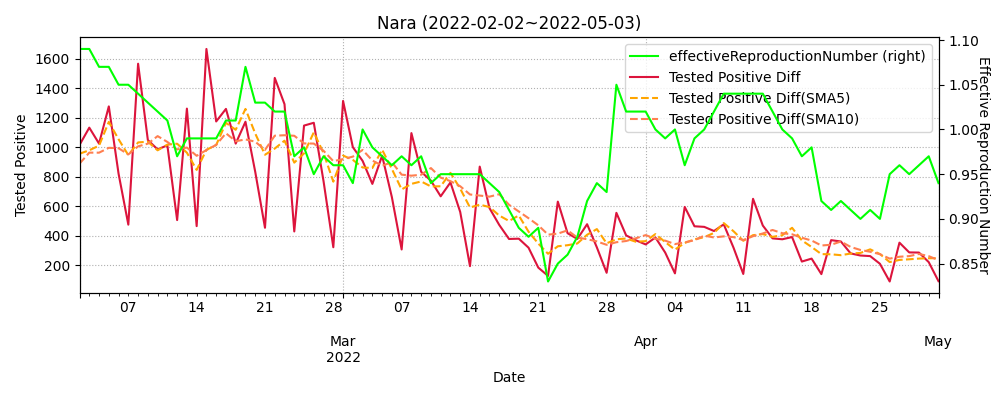 Nara (2022-02-02~2022-05-03)
effectiveReproductionNumber (right)
Tested Positive Diff
Tested Positive Diff(SMA5)
Tested Positive Diff(SMA10)
Tested Positive
1600
1400
1200
1000
800
600
400
200
1.10
1.05
1.00
0.95
0.90
0.85
Effective Reproduction Number
07 14 21 28 07 14 21 28 04 11 18 25
Mar Apr May
2022
Date